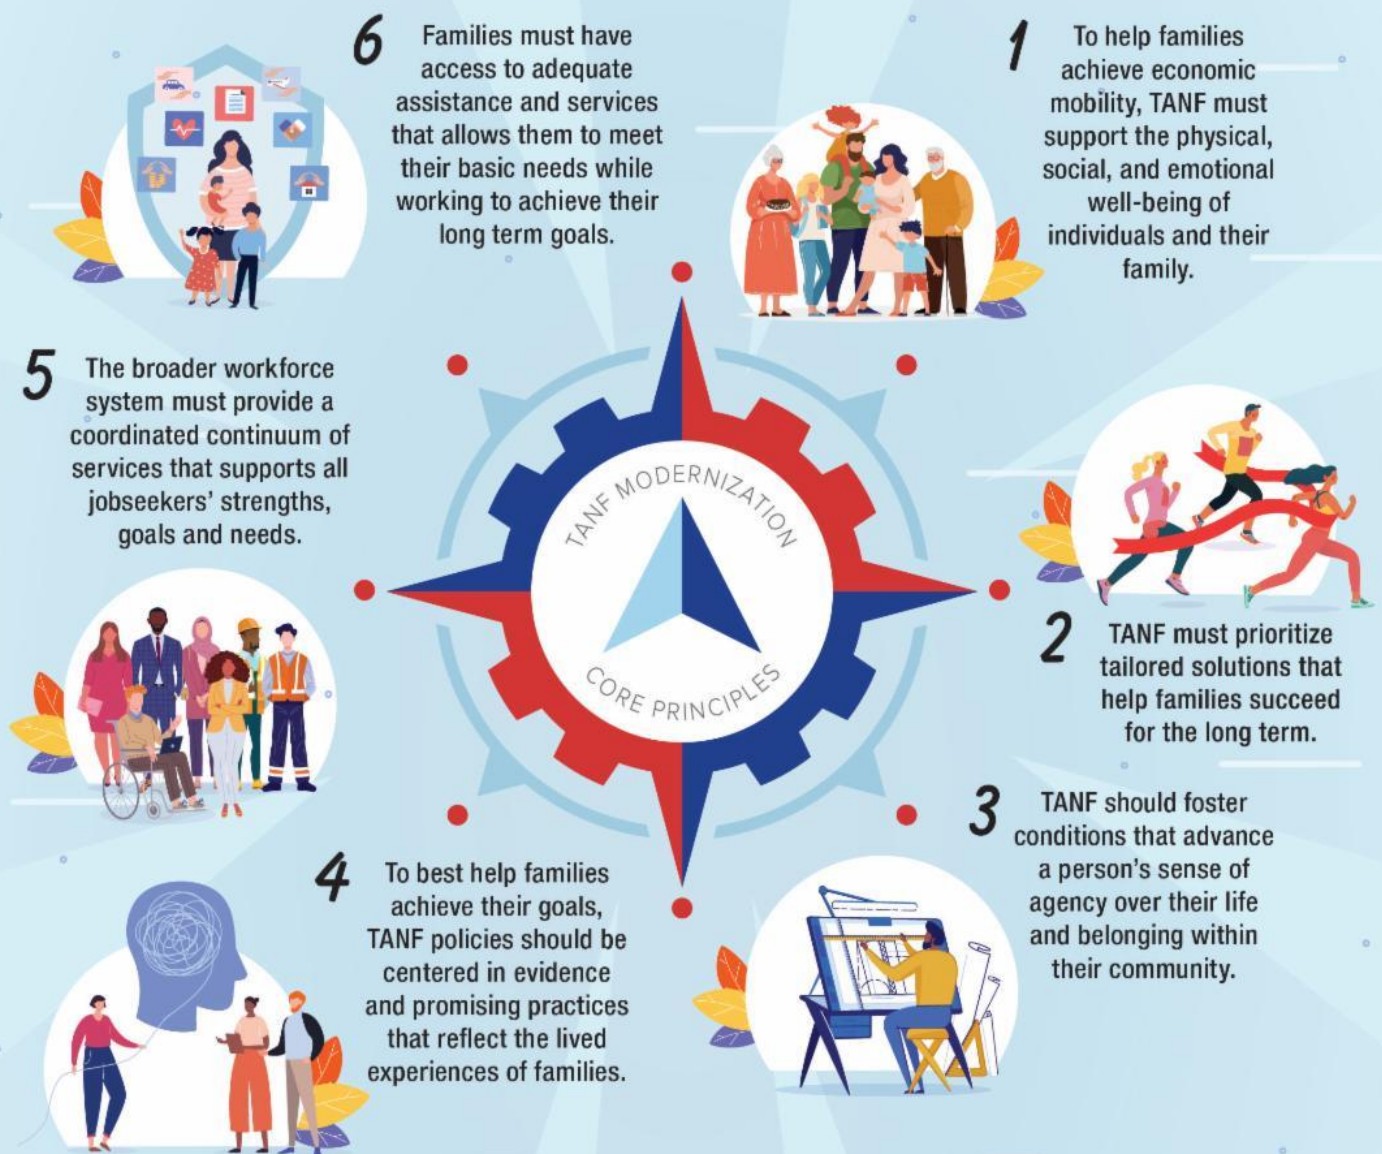 6
Families must have
access to adequate
assistance and services
that allows them to meet
their basic needs while
working to achieve their
long term goals.
1
To help families
achieve economic
mobility, TANF must
support the physical,
social, and emotional
well-being of
individuals and their
family.
5
The broader workforce
system must provide a
coordinated continuum of
services that supports all
jobseekers' strengths,
goals and needs.
TANF MODERNIZATION
CORE PRINCIPLES
2
TANF must prioritize
tailored solutions that
help families succeed
for the long term.
3
TANF should foster
conditions that advance
a person's sense of
agency over their life
and belonging within
their community.
4
To best help families
achieve their goals,
TANF policies should be
centered in evidence
and promising practices
that reflect the lived
experiences of families.